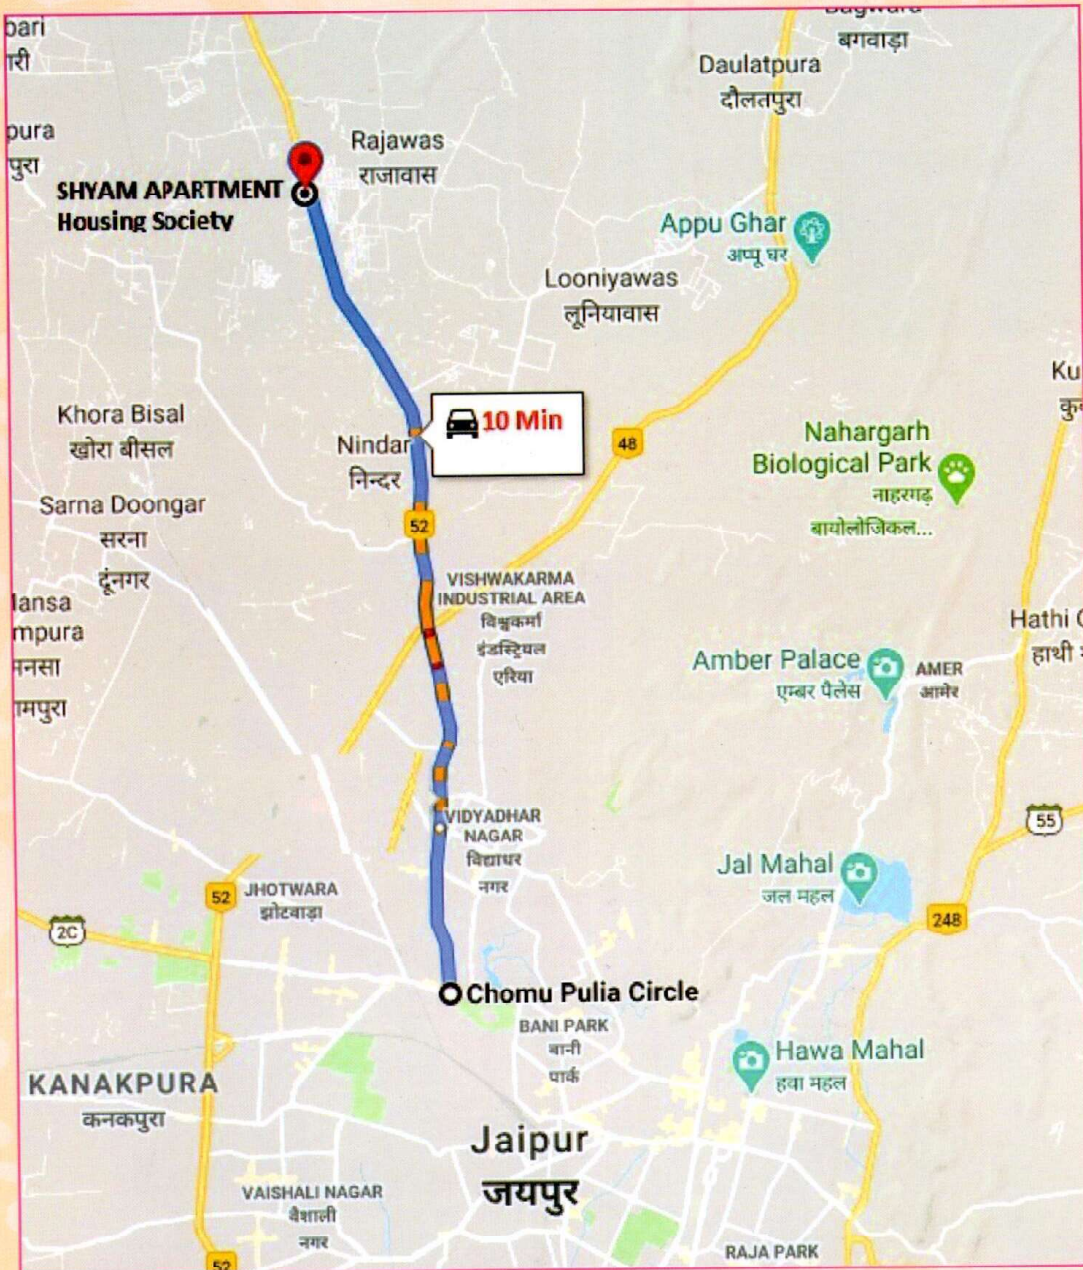 बगवाड़ा
Daulatpura
दौलतपुरा
Rajawas
राजावास
SHYAM APARTMENT
Housing Society
Appu Ghar
अप्पू घर
Looniyawas
लूनियावास
10 Min
Khora Bisal
खोरा बीसल
Nindar
निन्दर
48
Nahargarh
Biological Park
नाहरगढ़
बायोलोजिकल...
Sarna Doongar
सरना
दूंनगर
52
VISHWAKARMA
INDUSTRIAL AREA
विश्वकर्मा
इंडस्ट्रियल
एरिया
Hathi
हाथी
Amber Palace
एम्बर पैलेस
AMER
आमेर
VIDYADHAR
NAGAR
विद्याधर
नगर
55
Jal Mahal
जल महल
52
JHOTWARA
झोटवाड़ा
2C
248
Chomu Pulia Circle
BANI PARK
बानी
पार्क
Hawa Mahal
हवा महल
KANAKPURA
कनकपुरा
Jaipur
जयपुर
VAISHALI NAGAR
वैशाली
नगर
RAJA PARK
52